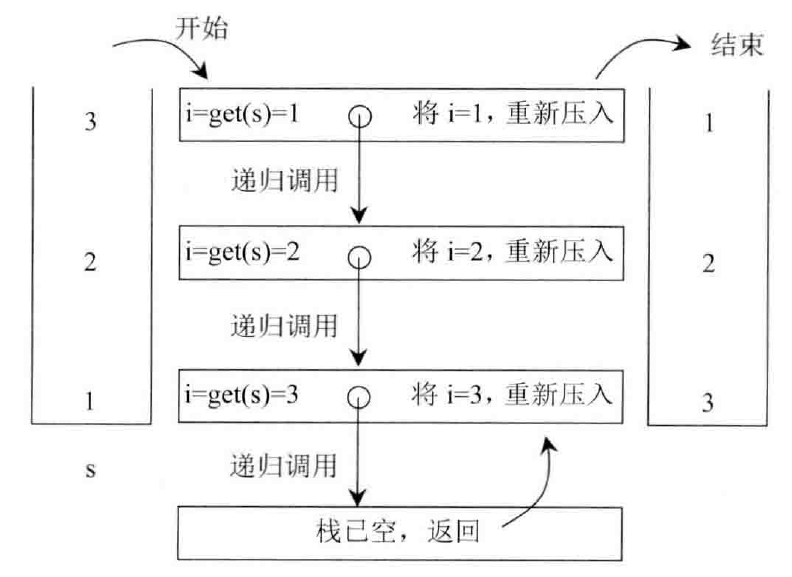 开始
结束
3
i=get(s)=1
将 i=1, 重新压入
1
递归调用
2
i=get(s)=2
将 i=2, 重新压入
2
递归调用
1
i=get(s)=3
将 i=3, 重新压入
3
s
递归调用
栈已空，返回